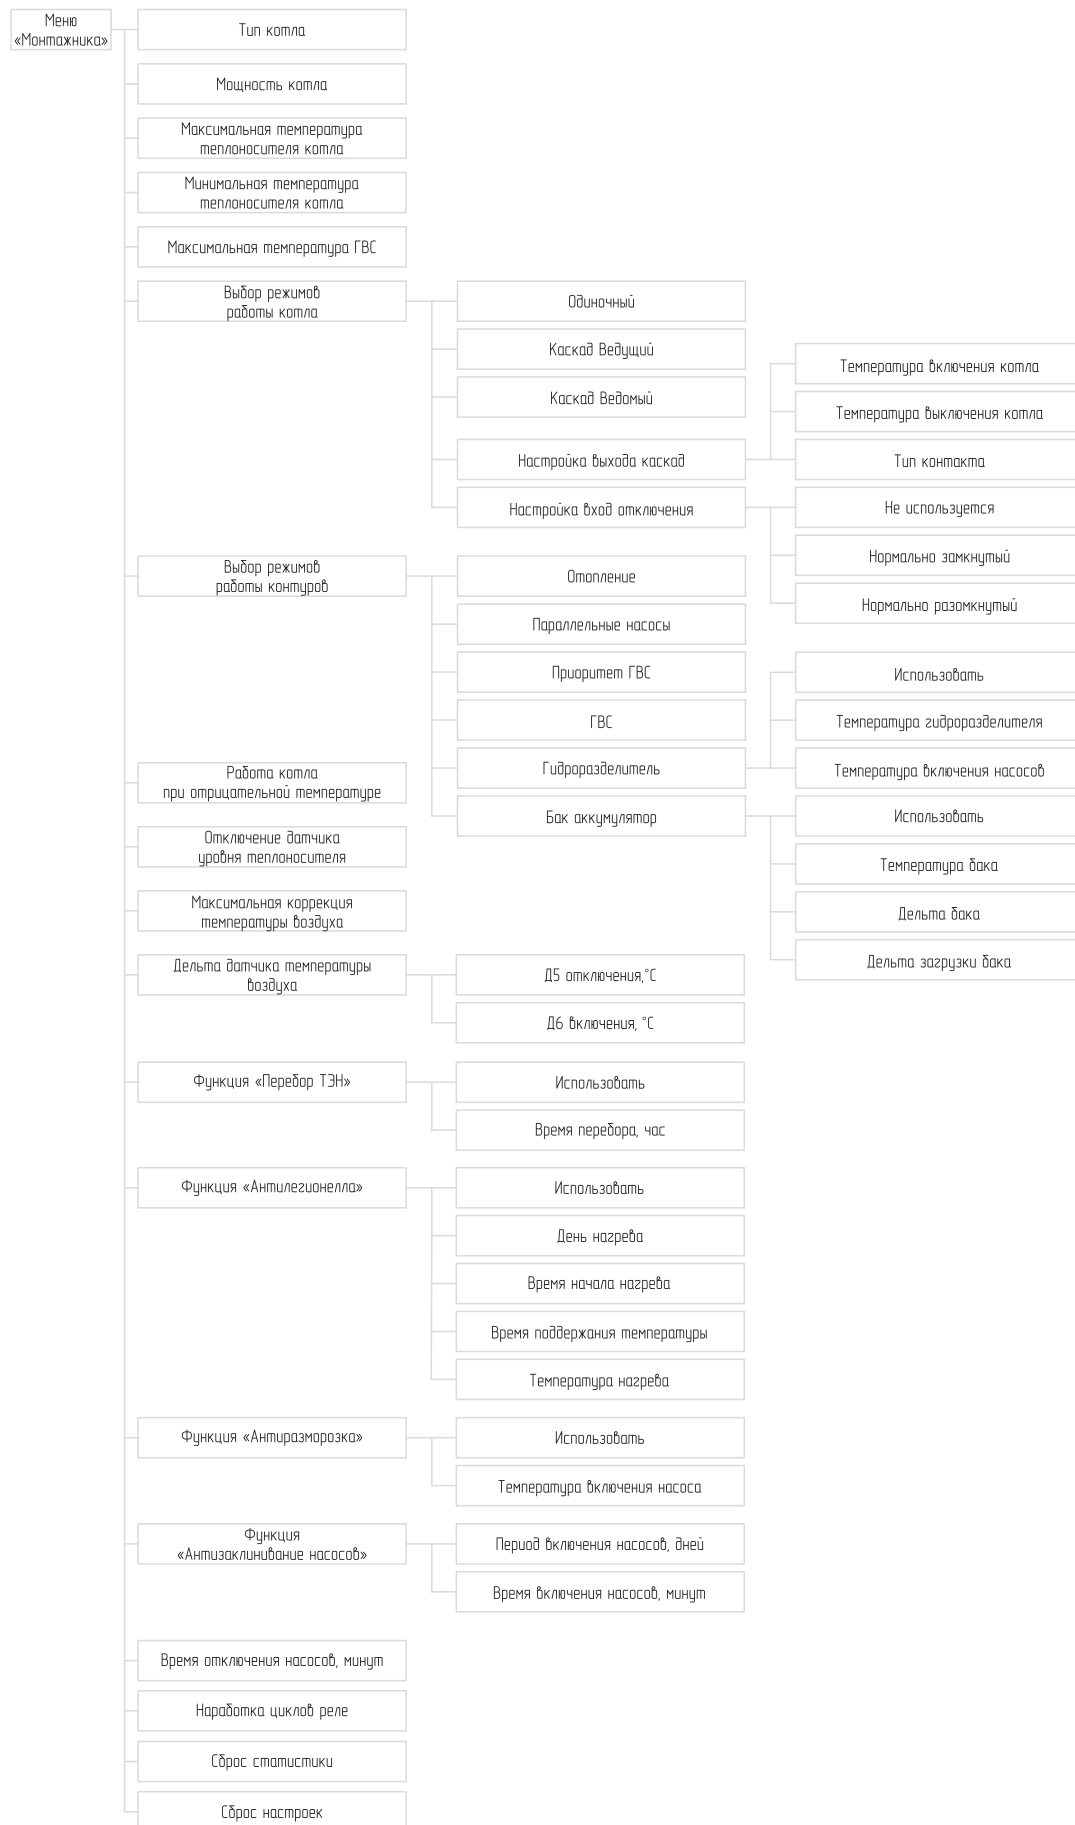 Меню
«Монтажника»
Тип котла
Мощность котла
Максимальная температура
теплоносителя котла
Минимальная температура
теплоносителя котла
Максимальная температура ГВС
Выбор режимов
работы котла
Одиночный
Каскад Ведущий
Каскад Ведомый
Настройка выхода каскад
Температура включения котла
Температура выключения котла
Тип контакта
Настройка вход отключения
Не используется
Нормально замкнутый
Нормально разомкнутый
Выбор режимов
работы контуров
Отопление
Параллельные насосы
Приоритет ГВС
ГВС
Гидроразделитель
Использовать
Температура гидроразделителя
Температура включения насосов
Бак аккумулятор
Использовать
Температура бака
Дельта бака
Дельта загрузки бака
Работа котла
при отрицательной температуре
Отключение датчика
уровня теплоносителя
Максимальная коррекция
температуры воздуха
Дельта датчика температуры
воздуха
Д5 отключения,°С
Д6 включения, °С
Функция «Перебор ТЭН»
Использовать
Время перебора, час
Функция «Антилегионелла»
Использовать
День нагрева
Время начала нагрева
Время поддержания температуры
Температура нагрева
Функция «Антиразморозка»
Использовать
Температура включения насоса
Функция
«Антизаклинивание насосов»
Период включения насосов, дней
Время включения насосов, минут
Время отключения насосов, минут
Наработка циклов реле
Сброс статистики
Сброс настроек